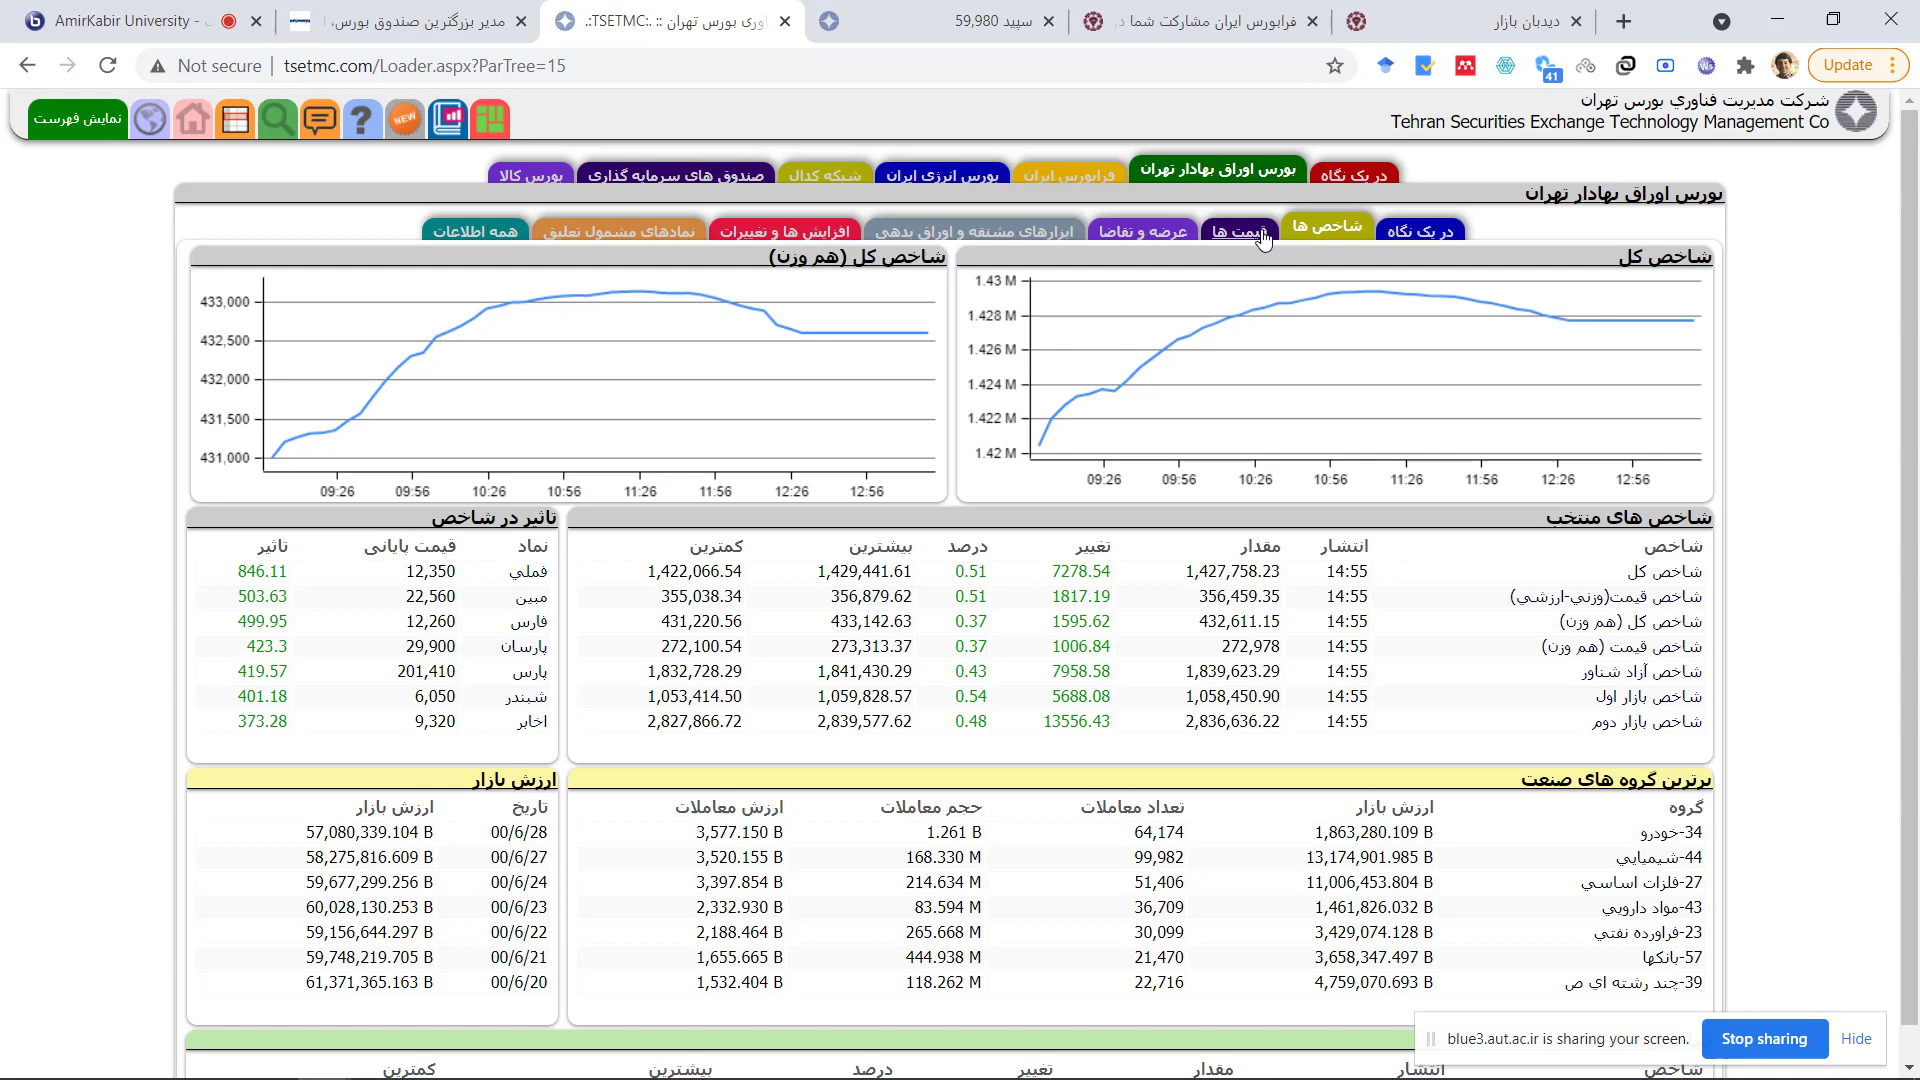 AmirKabir University -
مدیر بزرگترین صندوق بورس،
وری بورس تهران :: .TSETMC:.
سپید 59,980
فرابورس ایران مشارکت شما در
دیدبان بازار
Not secure
tsetmc.com/Loader.aspx?ParTree=15
41
Ws
Update
نمایش فهرست
?
NEW
شرکت مدیریت فناوری بورس تهران
Tehran Securities Exchange Technology Management Co
در یک نگاه
بورس اوراق بهادار تهران
فرابورس ایران
بورس انرژی ایران
شبکه کدال
صندوق های سرمایه گذاری
بورس کالا
بورس اوراق بهادار تهران
در یک نگاه
شاخص ها
قیمت ها
عرضه و تقاضا
ابزارهای مشتقه و اوراق بدهی
افزایش ها و تغییرات
نمادهای مشمول تعلیق
همه اطلاعات
شاخص کل
1.43 M
1.428 M
1.426 M
1.424 M
1.422 M
1.42 M
09:26 09:56 10:26 10:56 11:26 11:56 12:26 12:56
شاخص کل (هم وزن)
433,000
432,500
432,000
431,500
431,000
09:26 09:56 10:26 10:56 11:26 11:56 12:26 12:56
شاخص های منتخب
شاخص انتشار مقدار تغییر درصد بیشترین کمترین
شاخص کل 14:55 1,427,758.23 7278.54 0.51 1,429,441.61 1,422,066.54
شاخص قیمت(وزني-ارزشي) 14:55 356,459.35 1817.19 0.51 356,879.62 355,038.34
شاخص کل (هم وزن) 14:55 432,611.15 1595.62 0.37 433,142.63 431,220.56
شاخص قیمت (هم وزن) 14:55 272,978 1006.84 0.37 273,313.37 272,100.54
شاخص آزاد شناور 14:55 1,839,623.29 7958.58 0.43 1,841,430.29 1,832,728.29
شاخص بازار اول 14:55 1,058,450.90 5688.08 0.54 1,059,828.57 1,053,414.50
شاخص بازار دوم 14:55 2,836,636.22 13556.43 0.48 2,839,577.62 2,827,866.72
تاثیر در شاخص
نماد قیمت پایانی تاثیر
فملي 12,350 846.11
مبین 22,560 503.63
فارس 12,260 499.95
پارسان 29,900 423.3
پارس 201,410 419.57
شبندر 6,050 401.18
اخابر 9,320 373.28
برترین گروه های صنعت
گروه ارزش بازار تعداد معاملات حجم معاملات ارزش معاملات
34-خودرو 1,863,280.109 B 64,174 1.261 B 3,577.150 B
44-شیمیایي 13,174,901.985 B 99,982 168.330 M 3,520.155 B
27-فلزات اساسي 11,006,453.804 B 51,406 214.634 M 3,397.854 B
43-مواد دارویي 1,461,826.032 B 36,709 83.594 M 2,332.930 B
23-فراورده نفتي 3,429,074.128 B 30,099 265.668 M 2,188.464 B
57-بانکها 3,658,347.497 B 21,470 444.938 M 1,655.665 B
39-چند رشته اي ص 4,759,070.693 B 22,716 118.262 M 1,532.404 B
ارزش بازار
تاریخ ارزش بازار
00/6/28 57,080,339.104 B
00/6/27 58,275,816.609 B
00/6/24 59,677,299.256 B
00/6/23 60,028,130.253 B
00/6/22 59,156,644.297 B
00/6/21 59,748,219.705 B
00/6/20 61,371,365.163 B
blue3.aut.ac.ir is sharing your screen.
Stop sharing
Hide
شاخص انتشار مقدار تغییر درصد بیشترین کمترین